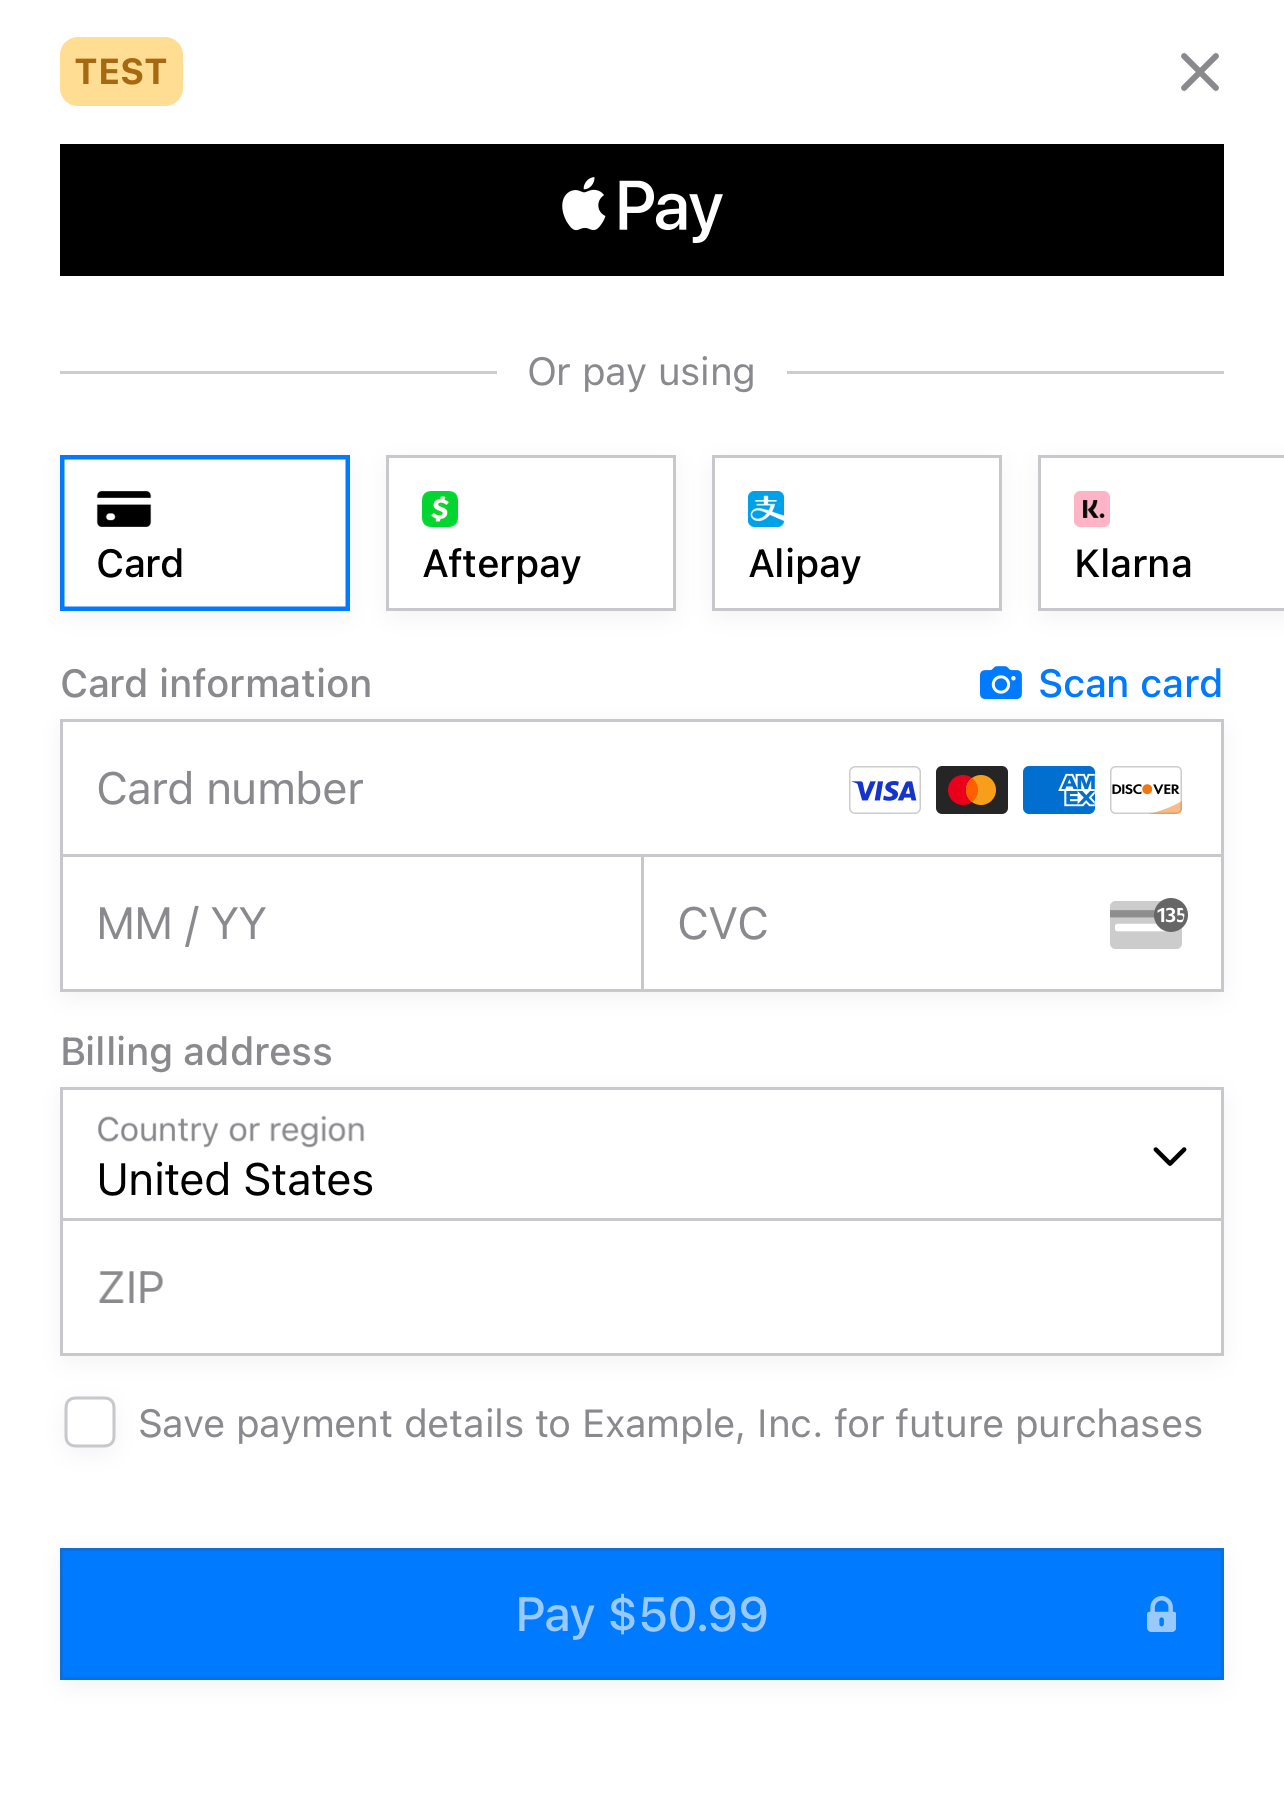 TEST
Pay
Or pay using
$
支
K.
Card
Afterpay
Alipay
Klarna
Card information
Scan card
Card number
VISA
AM
EX
DISCOVER
MM / YY
CVC
135
Billing address
Country or region
United States
ZIP
Save payment details to Example, Inc. for future purchases
Pay $50.99